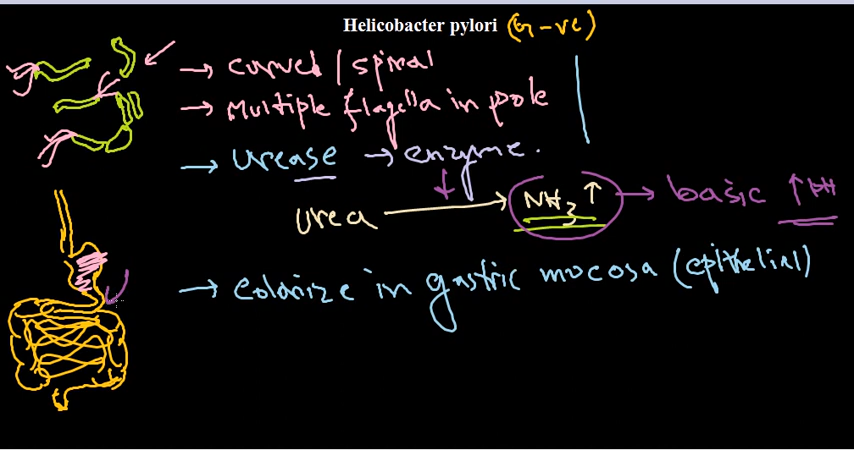 Helicobacter pylori (Gr-ve)
→ curved / spiral
→ Multiple flagella in pole
→ Urease → enzyme.
Urea → NH3 ↑ → basic ↑ pH
→ colonize in gastric mucosa (epithelial)